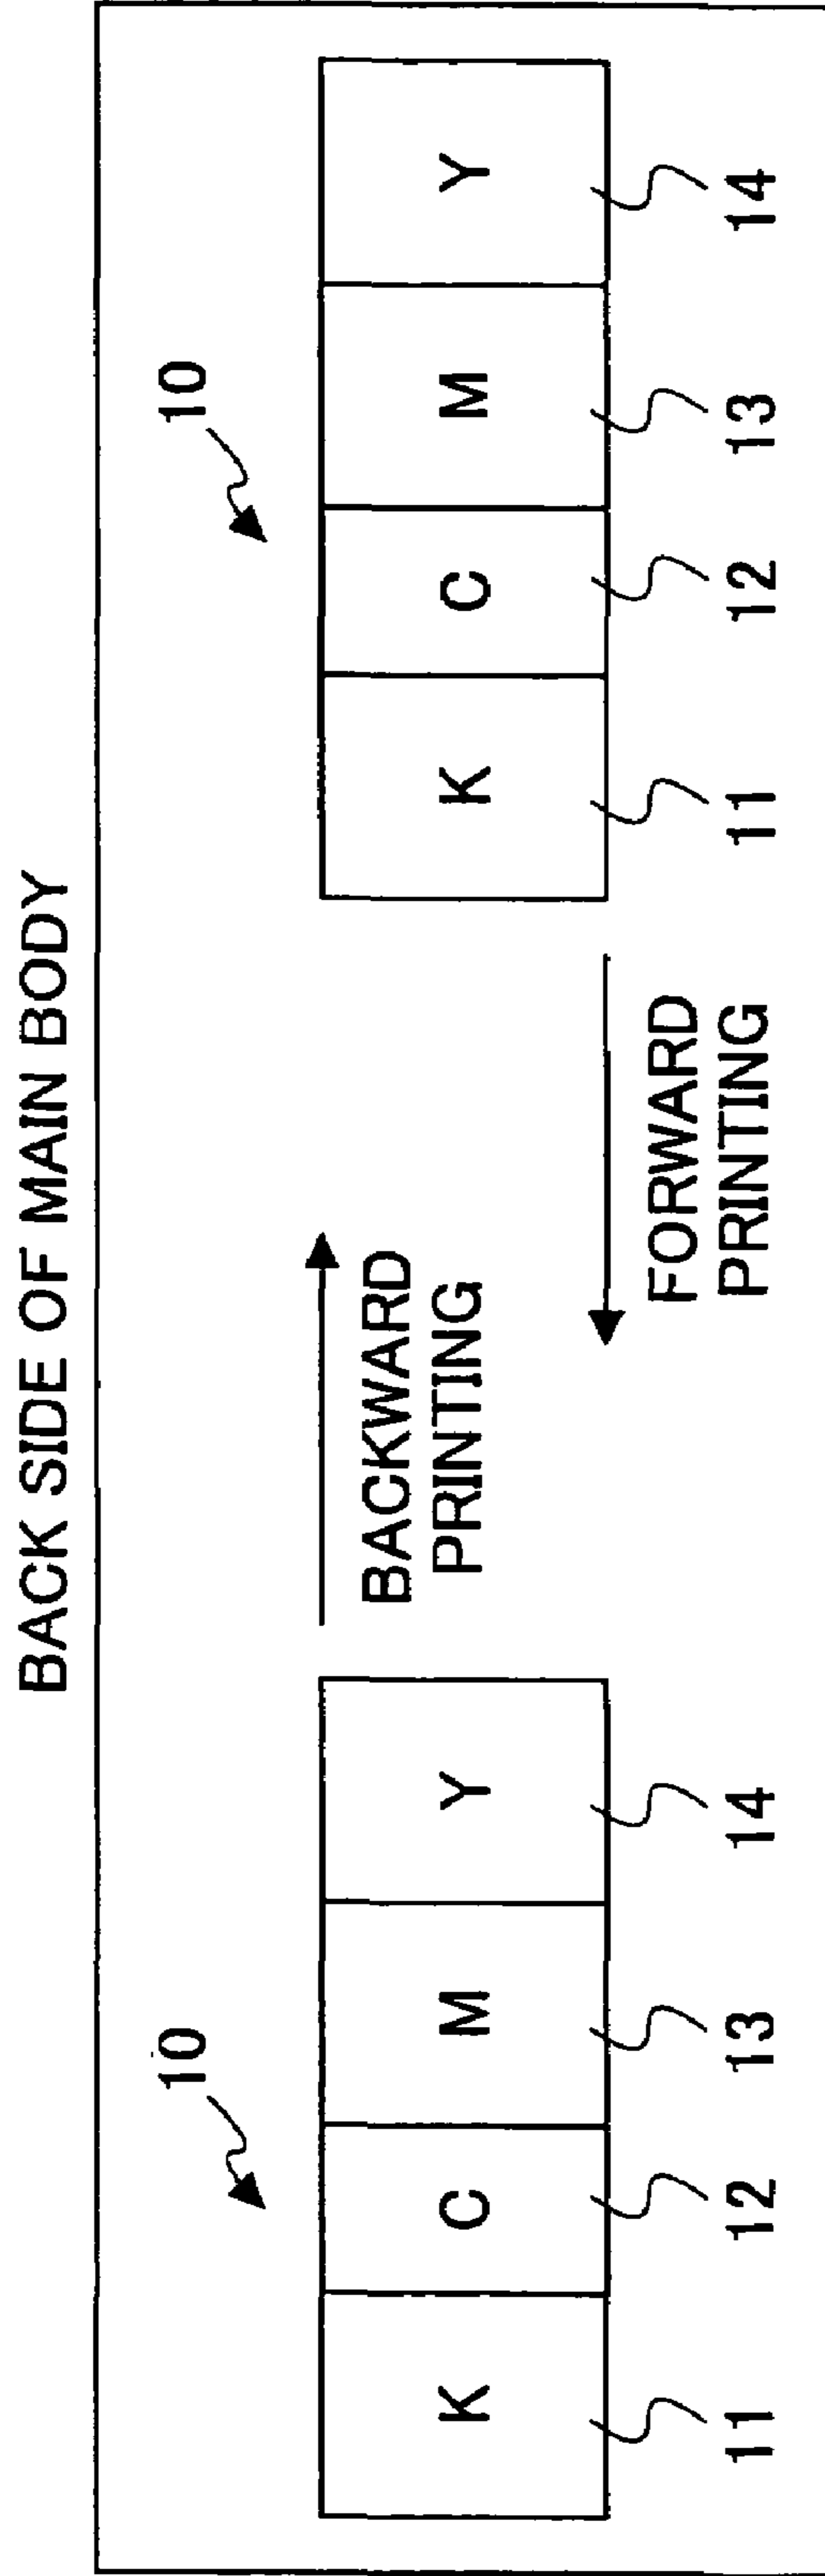 BACK SIDE OF MAIN BODY
10
10
K C M Y
K C M Y
BACKWARD
PRINTING
FORWARD
PRINTING
11 12 13 14
11 12 13 14